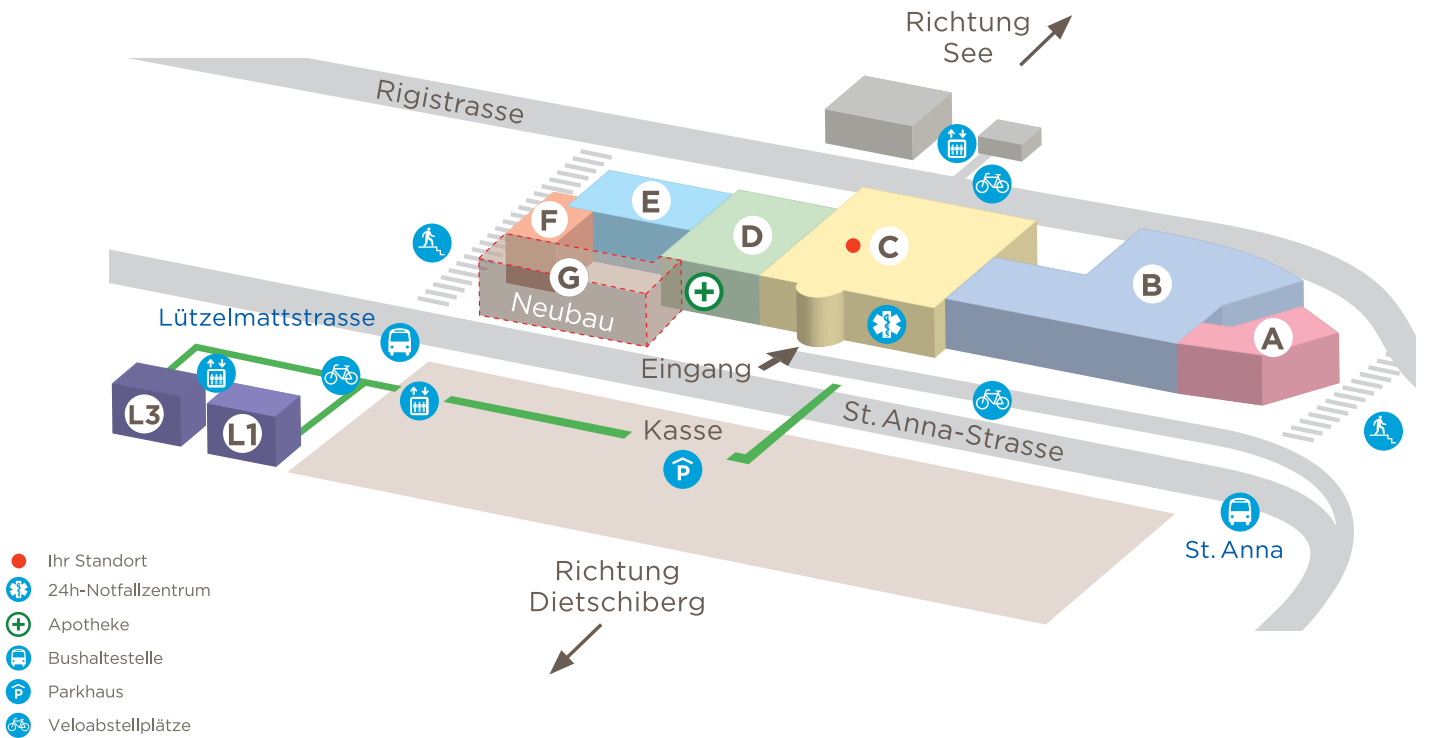 Richtung
See
Rigistrasse
E
F
D
C
G
B
Neubau
A
Lützelmattstrasse
Eingang
L3
L1
Kasse
St. Anna-Strasse
P
St. Anna
Richtung
Dietschiberg
Ihr Standort
24h-Notfallzentrum
Apotheke
Bushaltestelle
P Parkhaus
Veloabstellplätze